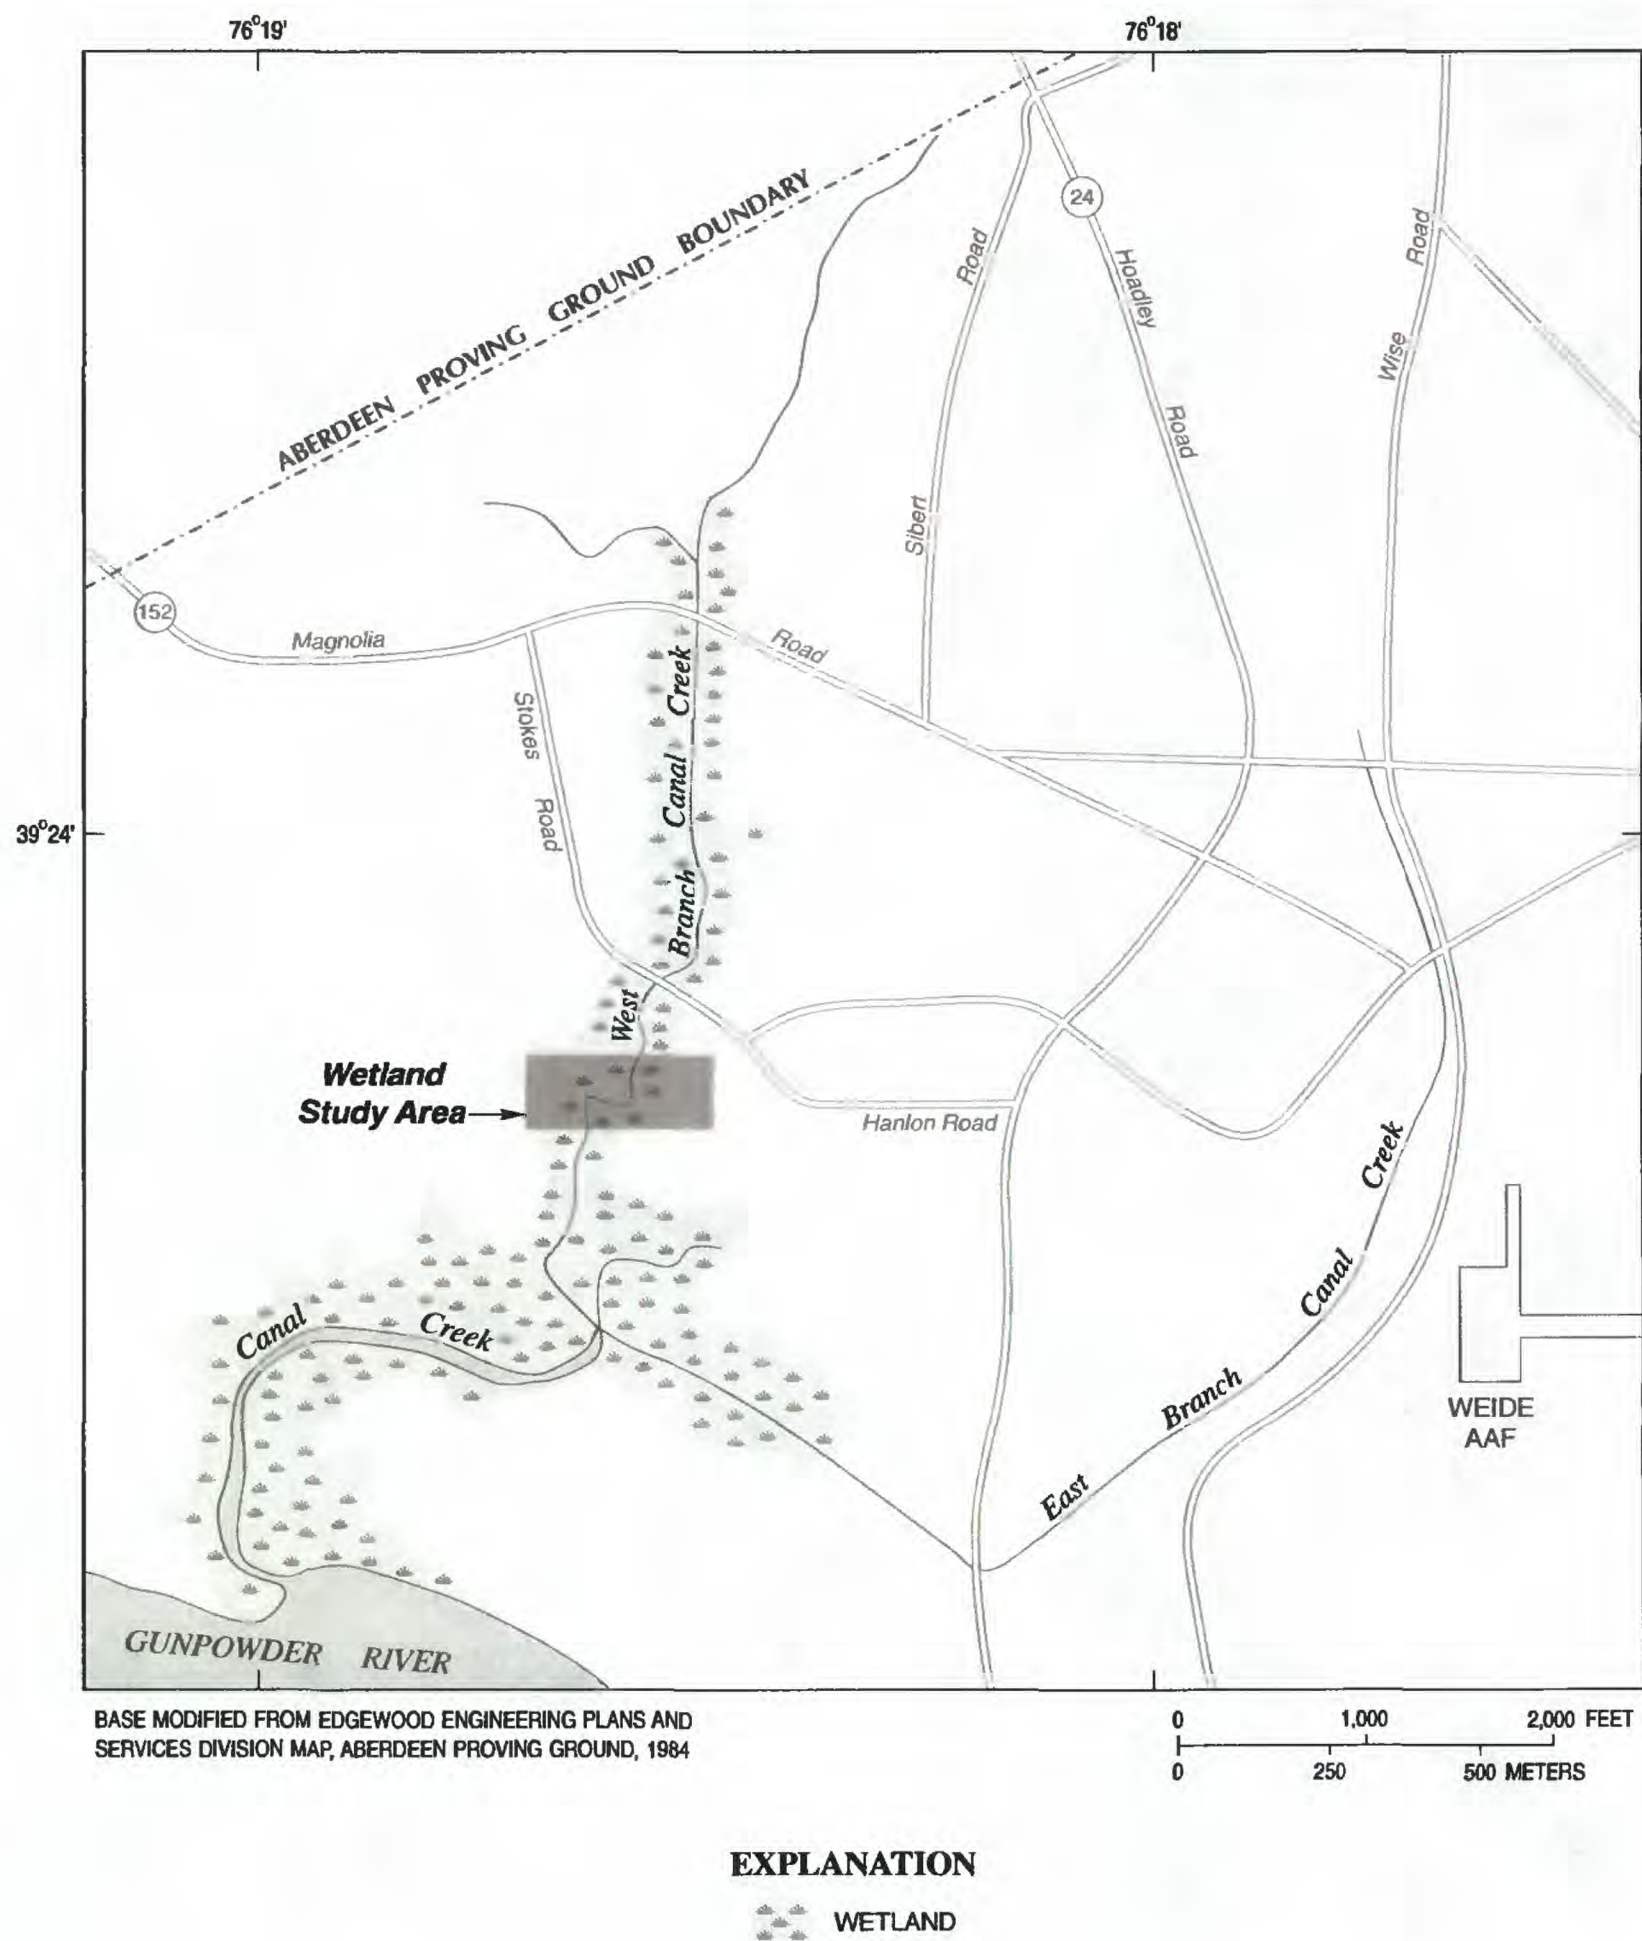 76°19'
76°18'
ABERDEEN PROVING GROUND BOUNDARY
24
Hoadley
Road
Sibert
Road
Wise
Road
152
Magnolia
Road
Stokes
Road
39°24'
West
Branch
Canal
Creek
Wetland
Study Area
Hanlon Road
Canal
Creek
East
Branch
Canal
Creek
WEIDE
AAF
GUNPOWDER RIVER
BASE MODIFIED FROM EDGEWOOD ENGINEERING PLANS AND
SERVICES DIVISION MAP, ABERDEEN PROVING GROUND, 1984
0 1,000 2,000 FEET
0 250 500 METERS
EXPLANATION
WETLAND